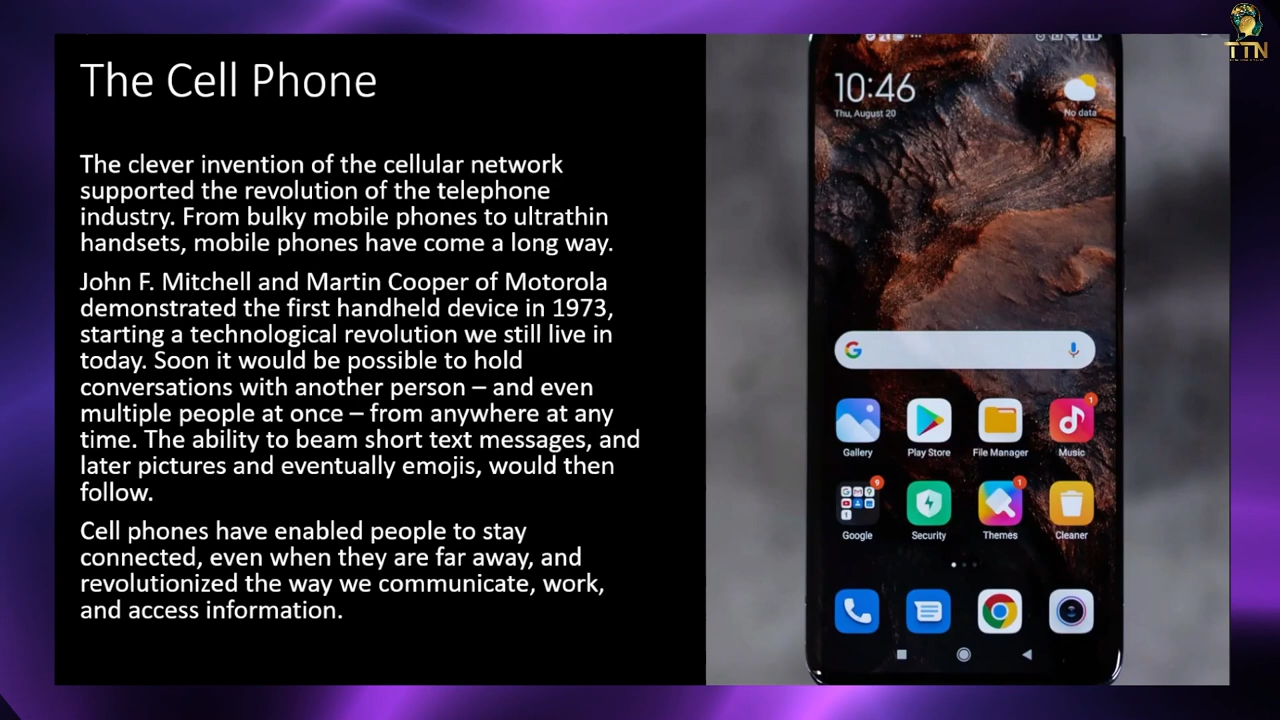 TTN
The Cell Phone
The clever invention of the cellular network
supported the revolution of the telephone
industry. From bulky mobile phones to ultrathin
handsets, mobile phones have come a long way.
John F. Mitchell and Martin Cooper of Motorola
demonstrated the first handheld device in 1973,
starting a technological revolution we still live in
today. Soon it would be possible to hold
conversations with another person – and even
multiple people at once – from anywhere at any
time. The ability to beam short text messages, and
later pictures and eventually emojis, would then
follow.
Cell phones have enabled people to stay
connected, even when they are far away, and
revolutionized the way we communicate, work,
and access information.
10:46
Thu, August 20
No data
G
Gallery Play Store File Manager Music
1
9
1
Google Security Themes Cleaner